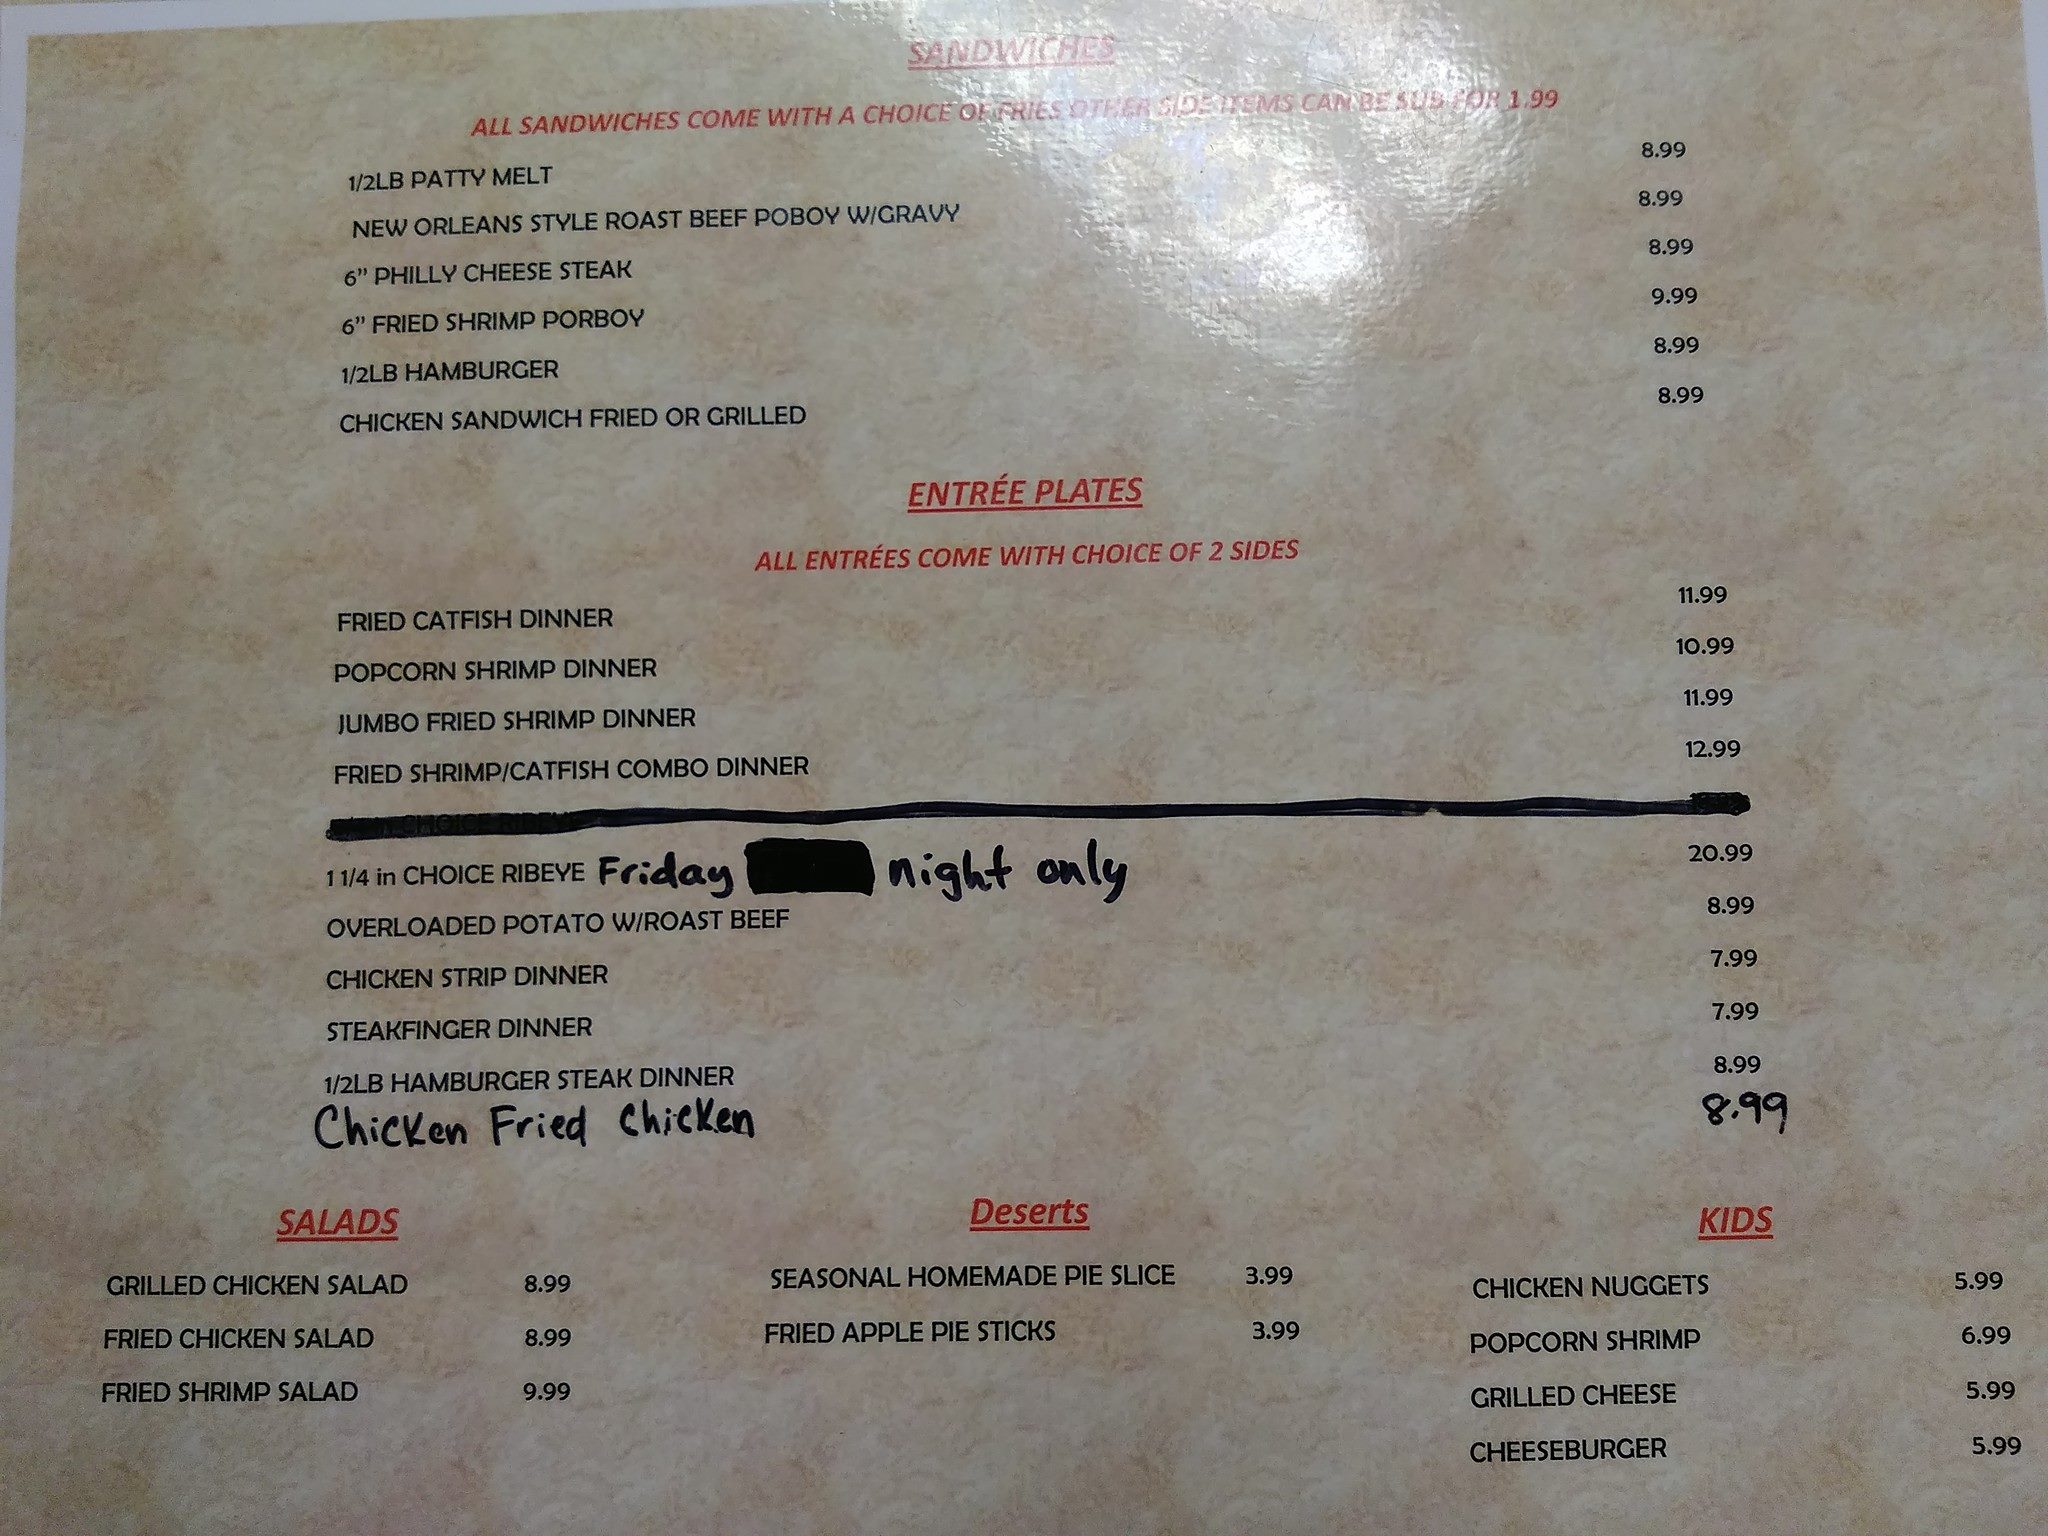 SANDWICHES
ALL SANDWICHES COME WITH A CHOICE OF FRIES OTHER SIDE ITEMS CAN BE SUB FOR 1.99
1/2LB PATTY MELT 8.99
NEW ORLEANS STYLE ROAST BEEF POBOY W/GRAVY 8.99
6” PHILLY CHEESE STEAK 8.99
6” FRIED SHRIMP PORBOY 9.99
1/2LB HAMBURGER 8.99
CHICKEN SANDWICH FRIED OR GRILLED 8.99
ENTRÉE PLATES
ALL ENTRÉES COME WITH CHOICE OF 2 SIDES
FRIED CATFISH DINNER 11.99
POPCORN SHRIMP DINNER 10.99
JUMBO FRIED SHRIMP DINNER 11.99
FRIED SHRIMP/CATFISH COMBO DINNER 12.99
CHOICE RIBEYE
1 1/4 in CHOICE RIBEYE Friday night only 20.99
OVERLOADED POTATO W/ROAST BEEF 8.99
CHICKEN STRIP DINNER 7.99
STEAKFINGER DINNER 7.99
1/2LB HAMBURGER STEAK DINNER 8.99
Chicken Fried Chicken 8.99
SALADS
GRILLED CHICKEN SALAD 8.99
FRIED CHICKEN SALAD 8.99
FRIED SHRIMP SALAD 9.99
Deserts
SEASONAL HOMEMADE PIE SLICE 3.99
FRIED APPLE PIE STICKS 3.99
KIDS
CHICKEN NUGGETS 5.99
POPCORN SHRIMP 6.99
GRILLED CHEESE 5.99
CHEESEBURGER 5.99